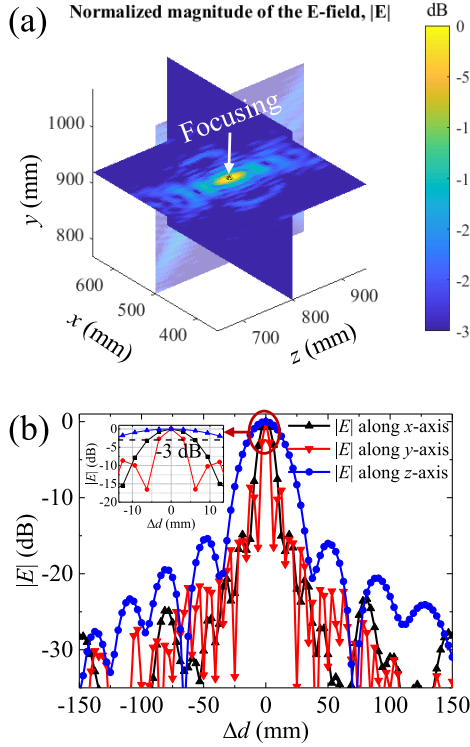 (a) Normalized magnitude of the E-field, |E|
dB
0
-5
-1
-1
-2
-2
-3
Focusing
1000
900
800
y (mm)
600
500
400
x (mm)
700
800
900
z (mm)
(b)
0
-10
-20
-30
|E| (dB)
-150
-100
-50
0
50
100
150
Δd (mm)
|E| along x-axis
|E| along y-axis
|E| along z-axis
0
-5
-10
-15
-20
|E| (dB)
-3 dB
-10
0
10
Δd (mm)